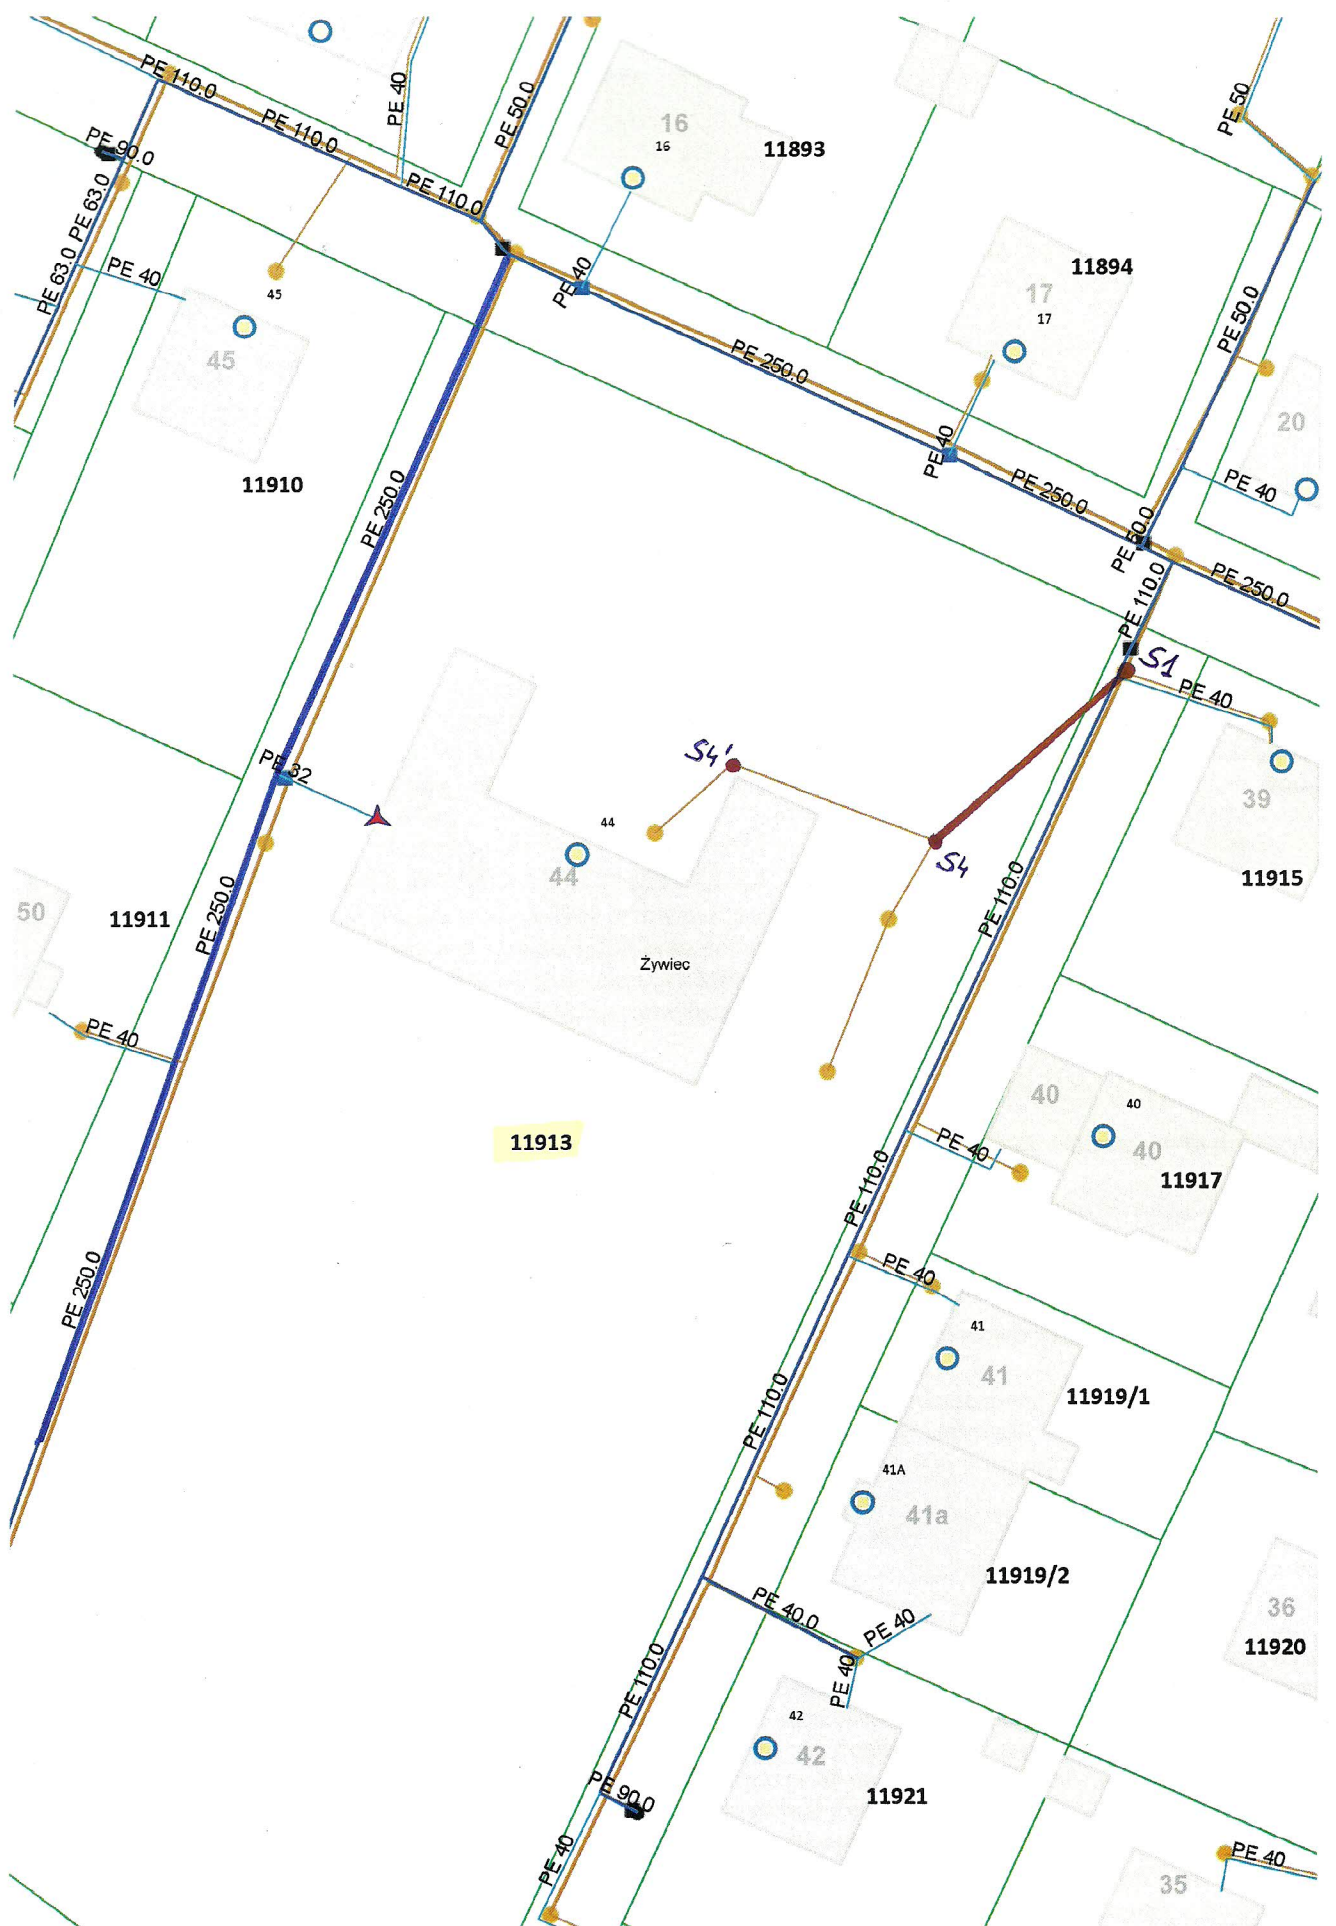 PE 110.0
PE 40
PE 50.0
PE 110.0
PE 90.0
PE 110.0
PE 63.0
PE 63.0
PE 40
45
45
16
16
11893
PE 50
11894
17
17
PE 40
PE 250.0
PE 50.0
20
PE 40
PE 40
PE 250.0
PE 50.0
PE 250.0
PE 110.0
11910
PE 250.0
S1
PE 40
S4'
PE 32
39
44
44
S4
11915
PE 250.0
PE 110.0
50
11911
Żywiec
PE 40
40
40
40
11913
PE 40
11917
PE 110.0
PE 40
PE 250.0
41
41
11919/1
PE 110.0
41A
41a
11919/2
PE 40.0
PE 40
36
11920
PE 110.0
PE 40
42
42
11921
PE 90.0
PE 40
PE 40
35